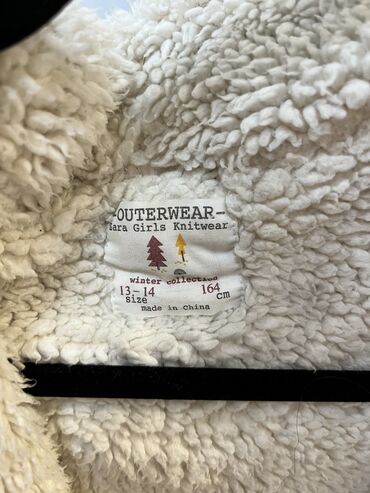 -OUTERWEAR-
Zara Girls Knitwear
winter collection
13-14 164
size cm
made in China